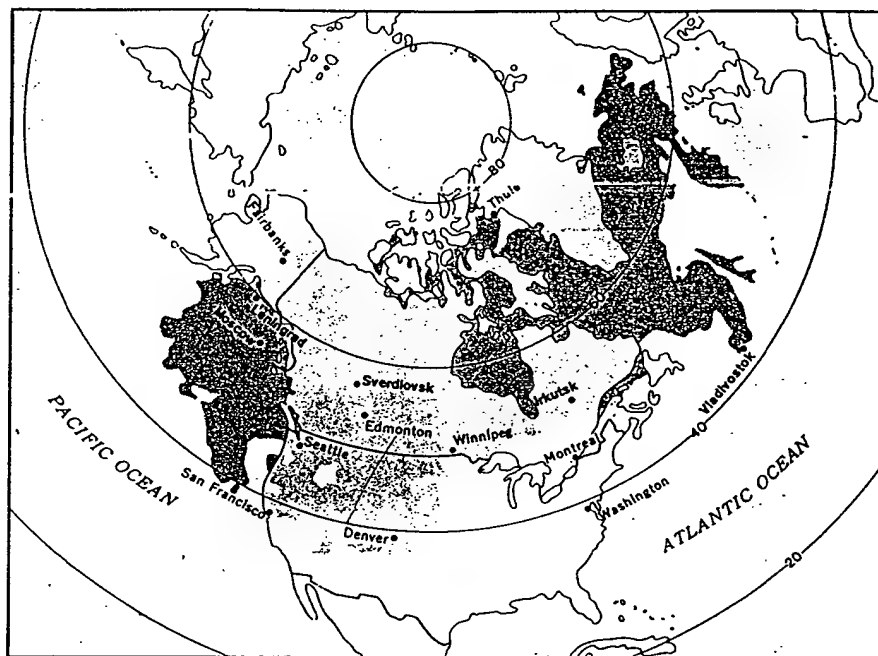 80
Thule
Fairbanks
Leningrad
Moscow
Sverdlovsk
Irkutsk
Vladivostok
Edmonton
Winnipeg
Seattle
Montreal
40
PACIFIC OCEAN
San Francisco
Washington
ATLANTIC OCEAN
Denver
20